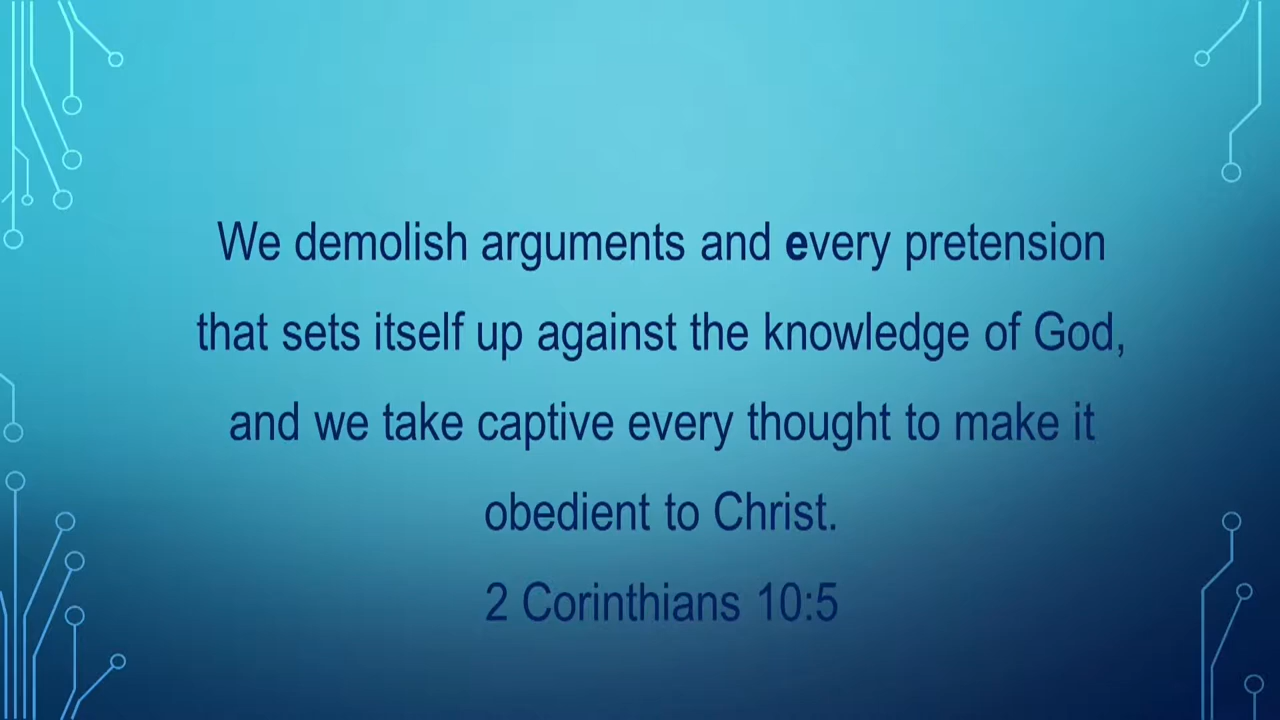 We demolish arguments and every pretension
that sets itself up against the knowledge of God,
and we take captive every thought to make it
obedient to Christ.
2 Corinthians 10:5